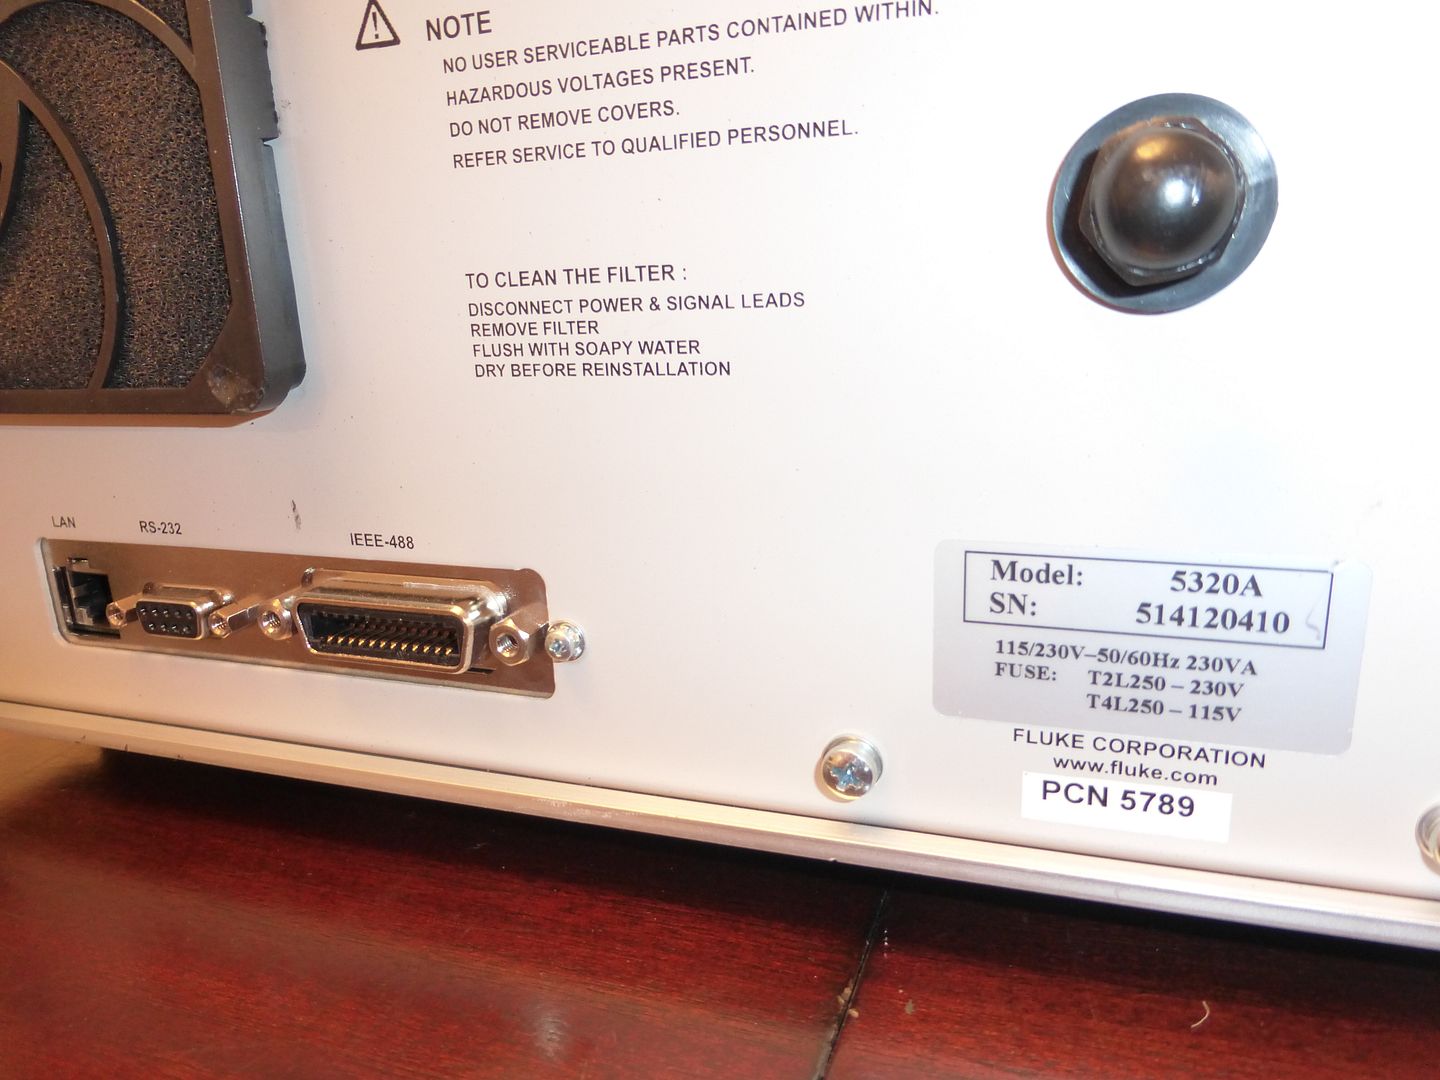 NOTE
NO USER SERVICEABLE PARTS CONTAINED WITHIN.
HAZARDOUS VOLTAGES PRESENT.
DO NOT REMOVE COVERS.
REFER SERVICE TO QUALIFIED PERSONNEL.
TO CLEAN THE FILTER :
DISCONNECT POWER & SIGNAL LEADS
REMOVE FILTER
FLUSH WITH SOAPY WATER
DRY BEFORE REINSTALLATION
LAN
RS-232
IEEE-488
Model: 5320A
SN: 514120410
115/230V–50/60Hz 230VA
FUSE: T2L250 – 230V
T4L250 – 115V
FLUKE CORPORATION
www.fluke.com
PCN 5789